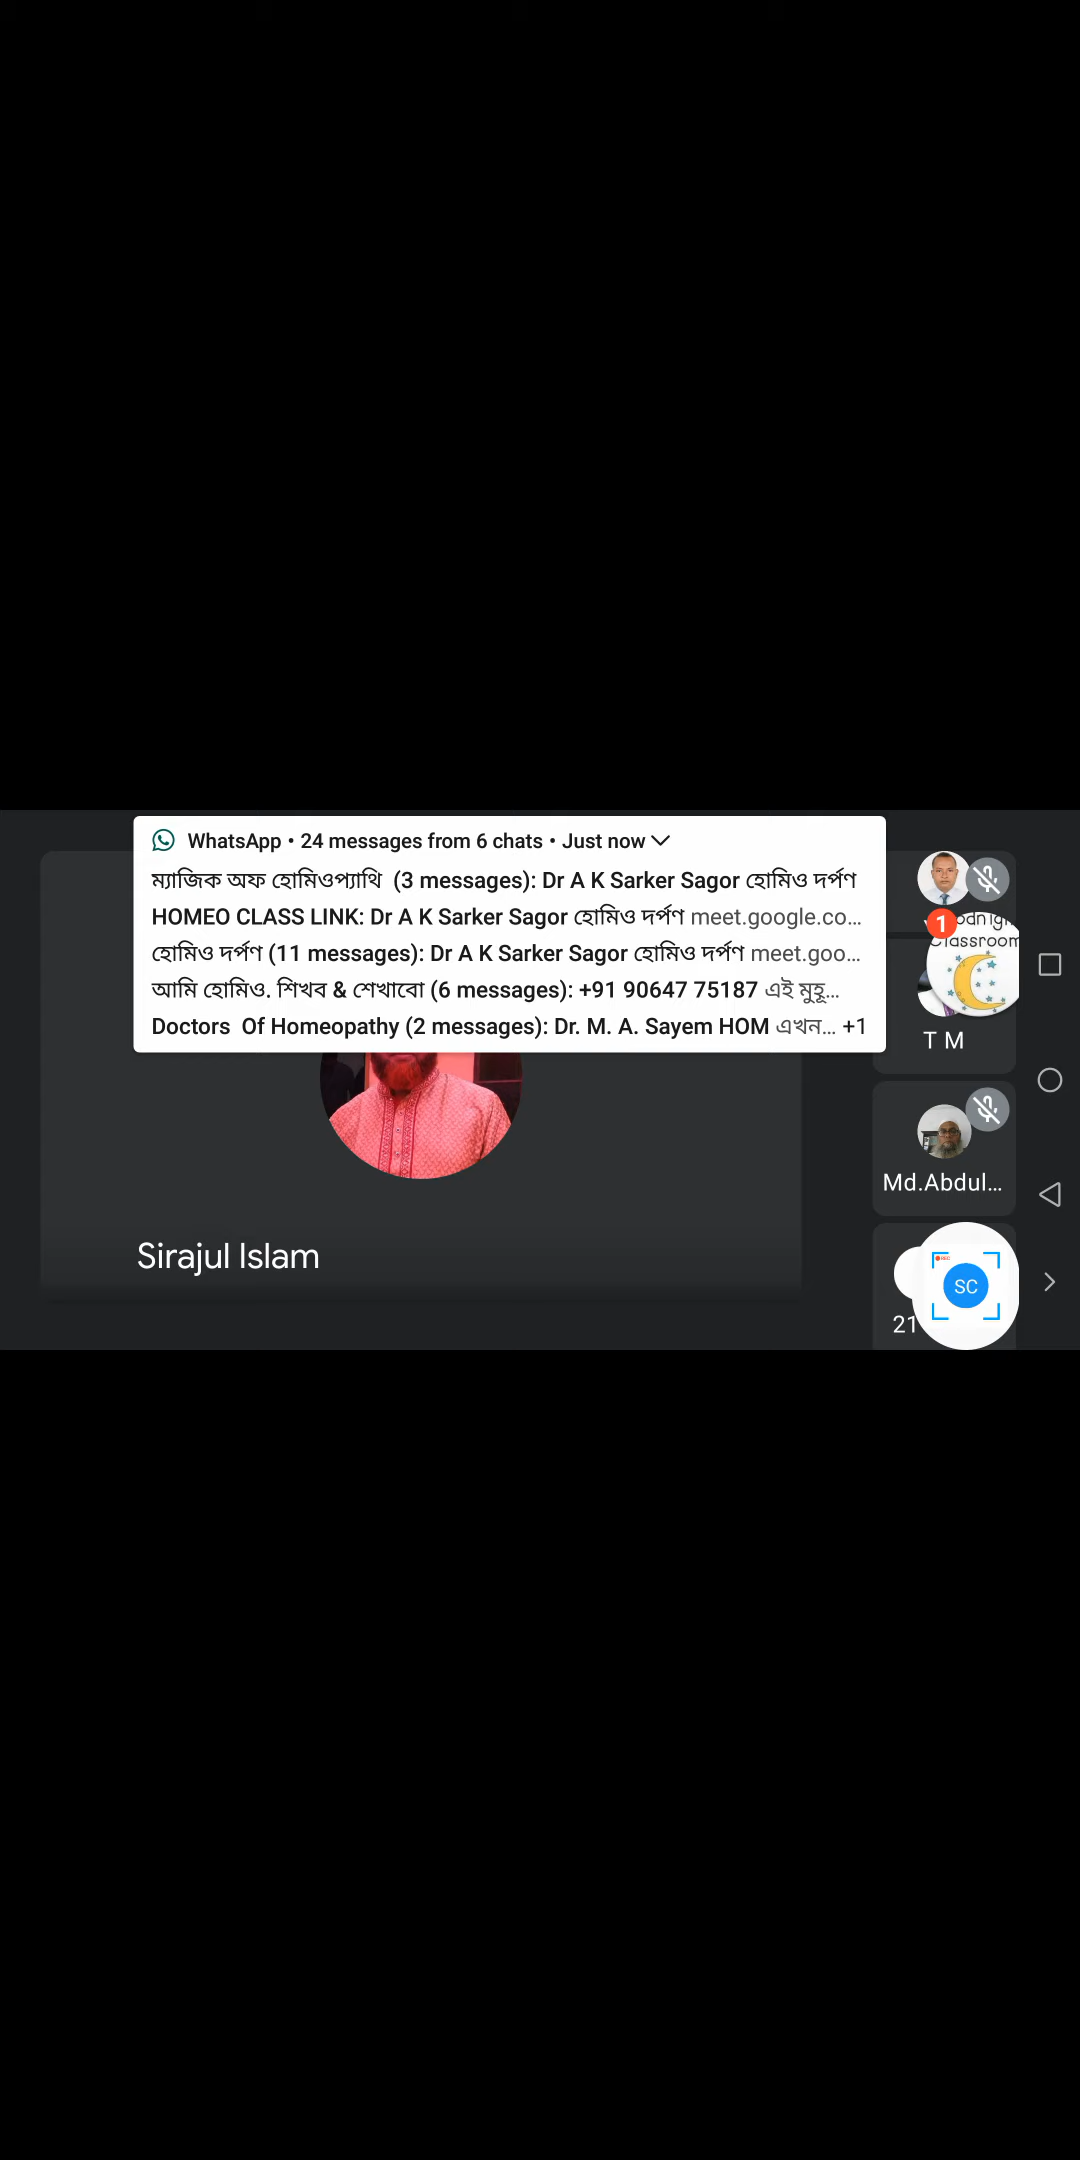 WhatsApp • 24 messages from 6 chats • Just now
ম্যাজিক অফ হোমিওপ্যাথি (3 messages): Dr A K Sarker Sagor হোমিও দর্পণ
HOMEO CLASS LINK: Dr A K Sarker Sagor হোমিও দর্পণ meet.google.co...
হোমিও দর্পণ (11 messages): Dr A K Sarker Sagor হোমিও দর্পণ meet.goo...
আমি হোমিও. শিখব & শেখাবো (6 messages): +91 90647 75187 এই মুহূ...
Doctors Of Homeopathy (2 messages): Dr. M. A. Sayem HOM এখন... +1
1
Classroom
T M
Md.Abdul...
Sirajul Islam
REC
SC
21